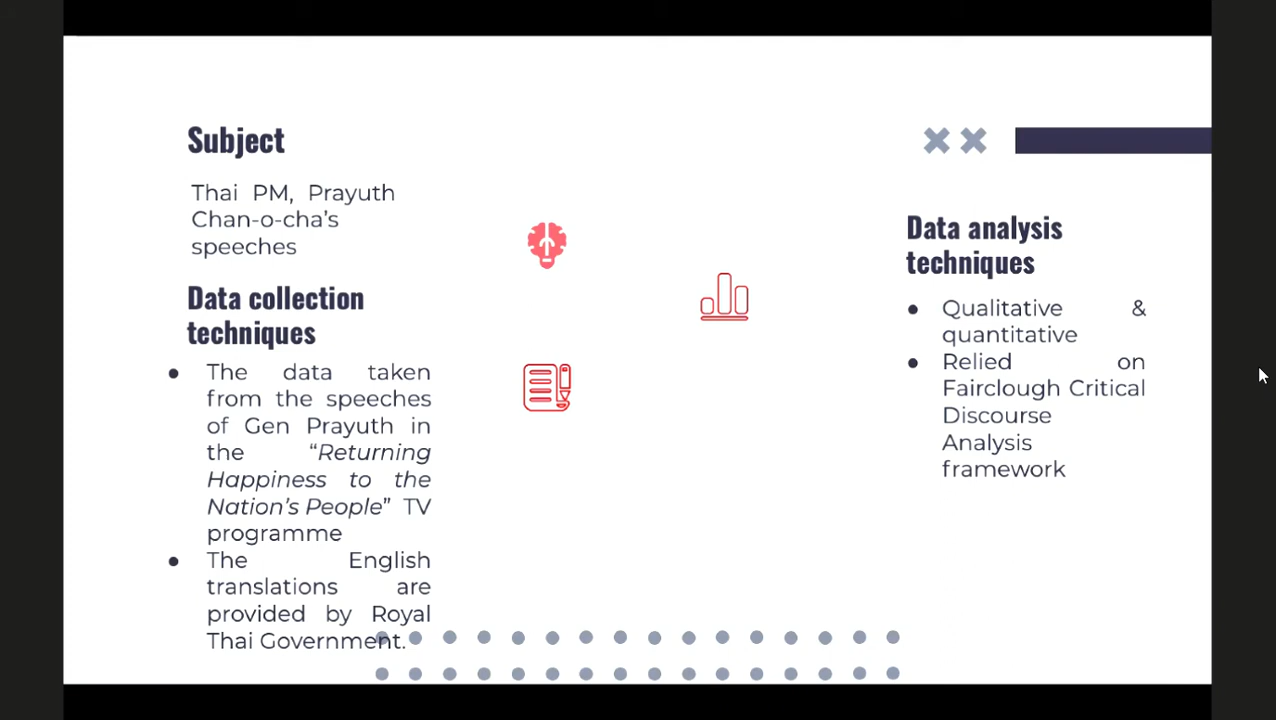 Subject
Thai PM, Prayuth
Chan-o-cha's
speeches
Data collection
techniques
● The data taken
from the speeches
of Gen Prayuth in
the “Returning
Happiness to the
Nation's People” TV
programme
● The English
translations are
provided by Royal
Thai Government.
Data analysis
techniques
● Qualitative &
quantitative
● Relied on
Fairclough Critical
Discourse
Analysis
framework